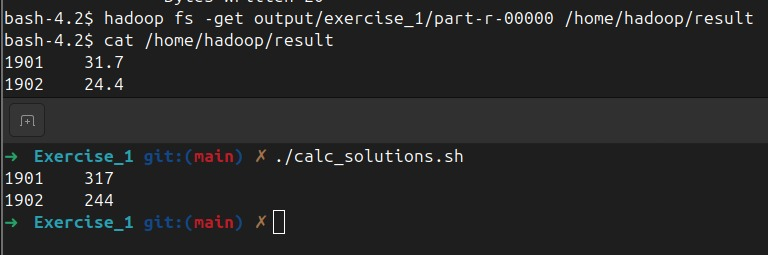 bash-4.2$ hadoop fs -get output/exercise_1/part-r-00000 /home/hadoop/result
bash-4.2$ cat /home/hadoop/result
1901    31.7
1902    24.4
➜  Exercise_1 git:(main) ✗ ./calc_solutions.sh
1901    317
1902    244
➜  Exercise_1 git:(main) ✗